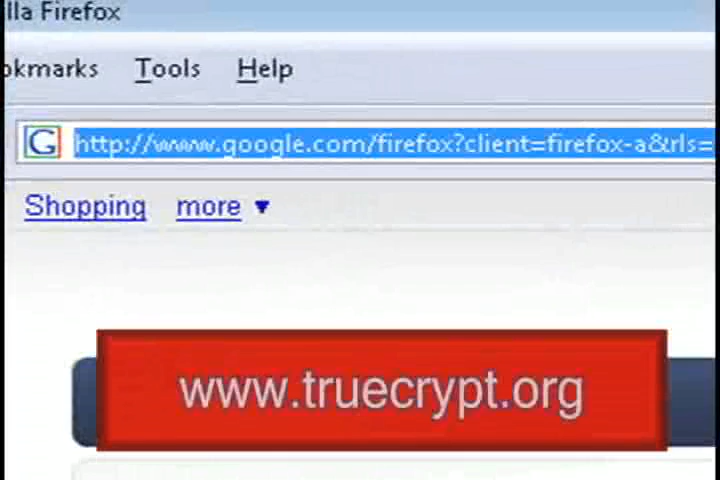 lla Firefox
okmarks Tools Help
G http://www.google.com/firefox?client=firefox-a&rls=
Shopping more ▼
www.truecrypt.org